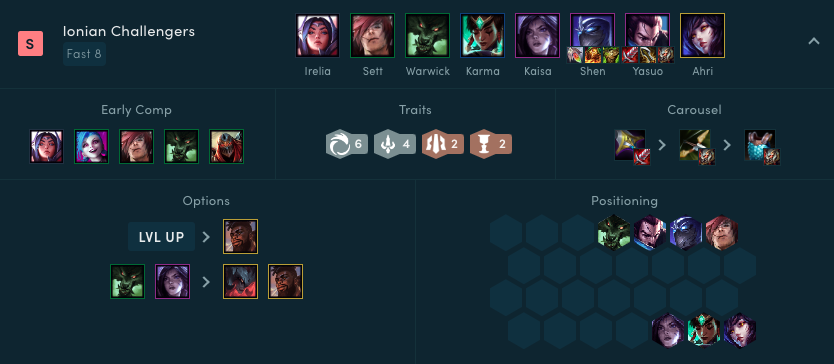 S
Ionian Challengers
Fast 8
Irelia
Sett
Warwick
Karma
Kaisa
Shen
Yasuo
Ahri
Early Comp
Traits
Carousel
6
4
2
2
Options
Positioning
LVL UP